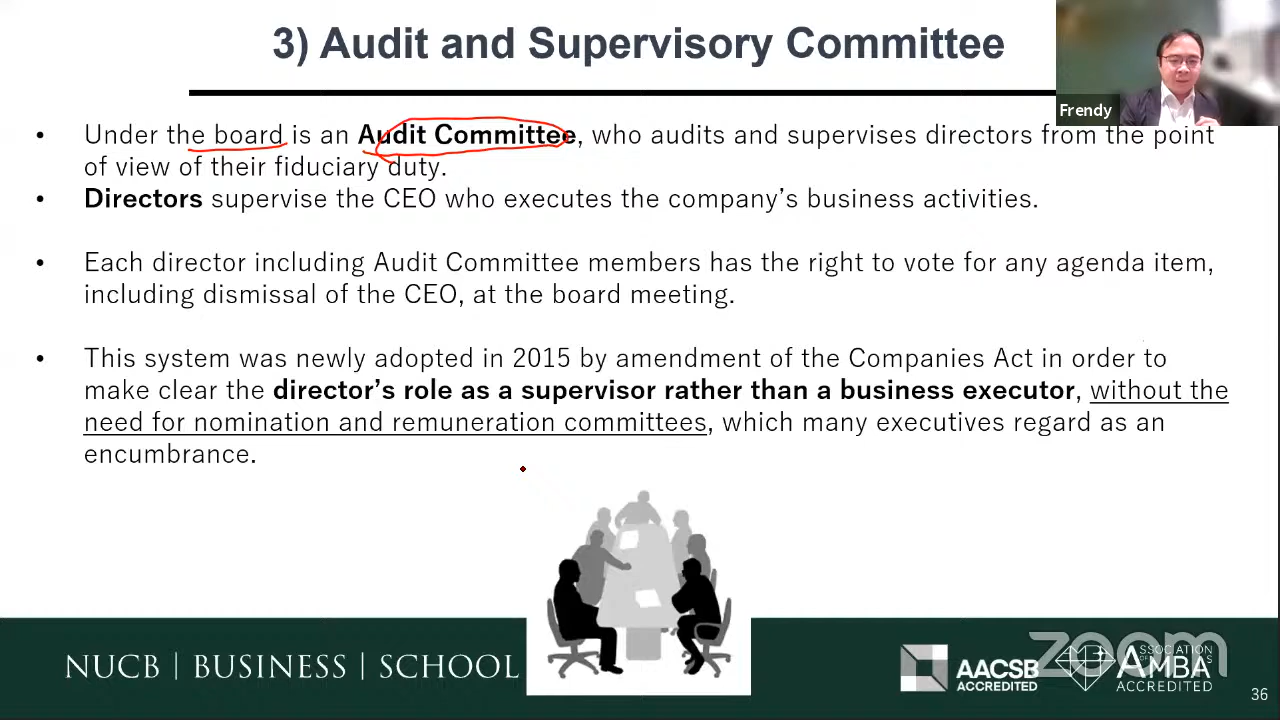 3) Audit and Supervisory Committee
Frendy
• Under the board is an Audit Committee, who audits and supervises directors from the point
of view of their fiduciary duty.
• Directors supervise the CEO who executes the company’s business activities.
• Each director including Audit Committee members has the right to vote for any agenda item,
including dismissal of the CEO, at the board meeting.
• This system was newly adopted in 2015 by amendment of the Companies Act in order to
make clear the director’s role as a supervisor rather than a business executor, without the
need for nomination and remuneration committees, which many executives regard as an
encumbrance.
NUCB | BUSINESS | SCHOOL
AACSB
ACCREDITED
zoom
ASSOCIATION
AMBA
ACCREDITED
36